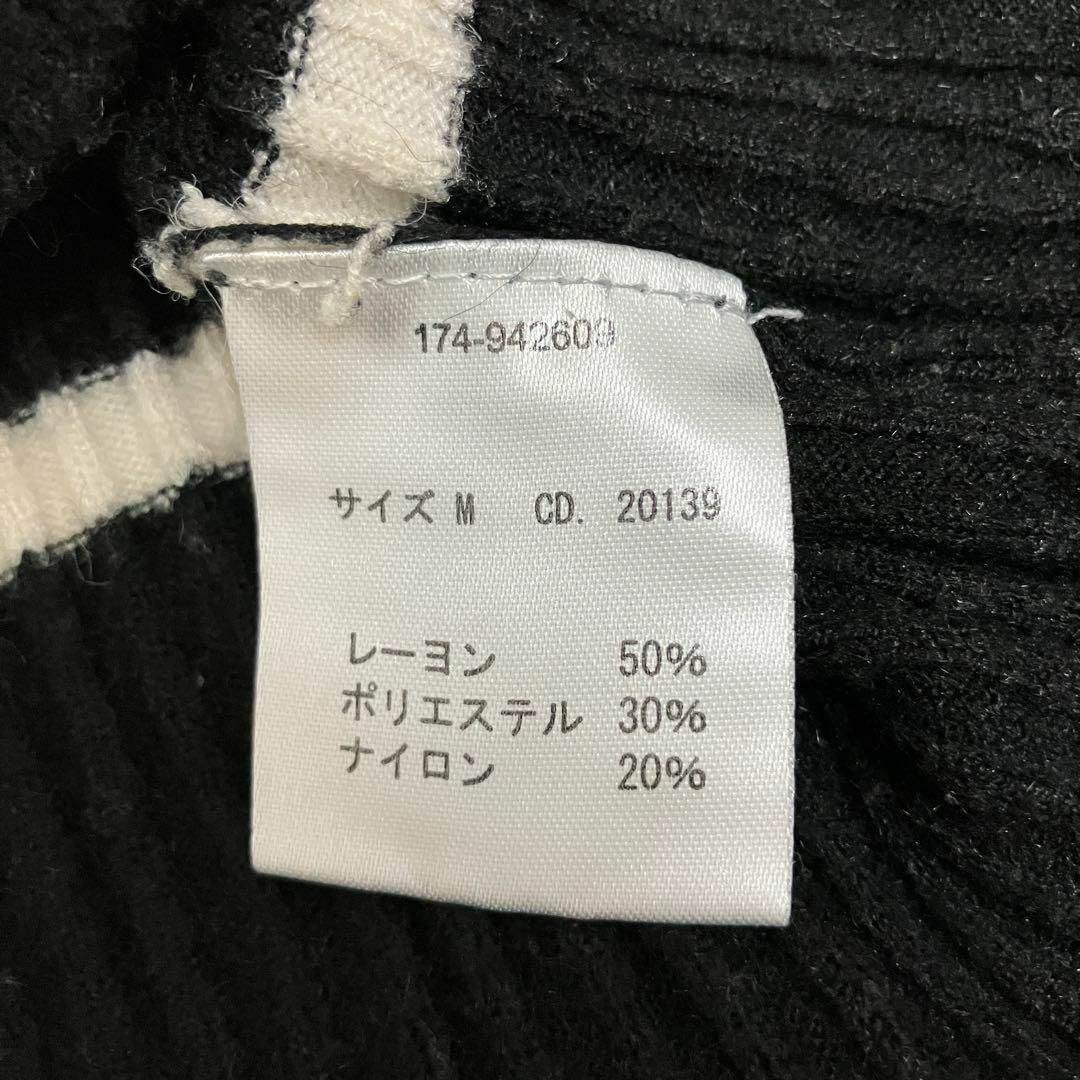 174-942609
サイズ M CD. 20139
レーヨン 50%
ポリエステル 30%
ナイロン 20%